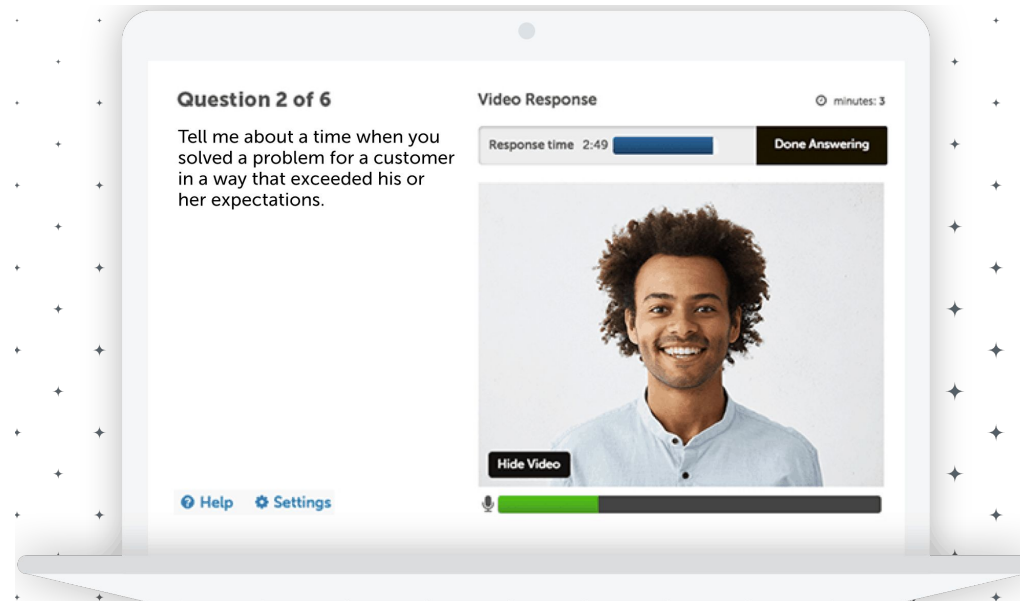 Question 2 of 6
Tell me about a time when you
solved a problem for a customer
in a way that exceeded his or
her expectations.
Help
Settings
Video Response
minutes: 3
Response time 2:49
Done Answering
Hide Video